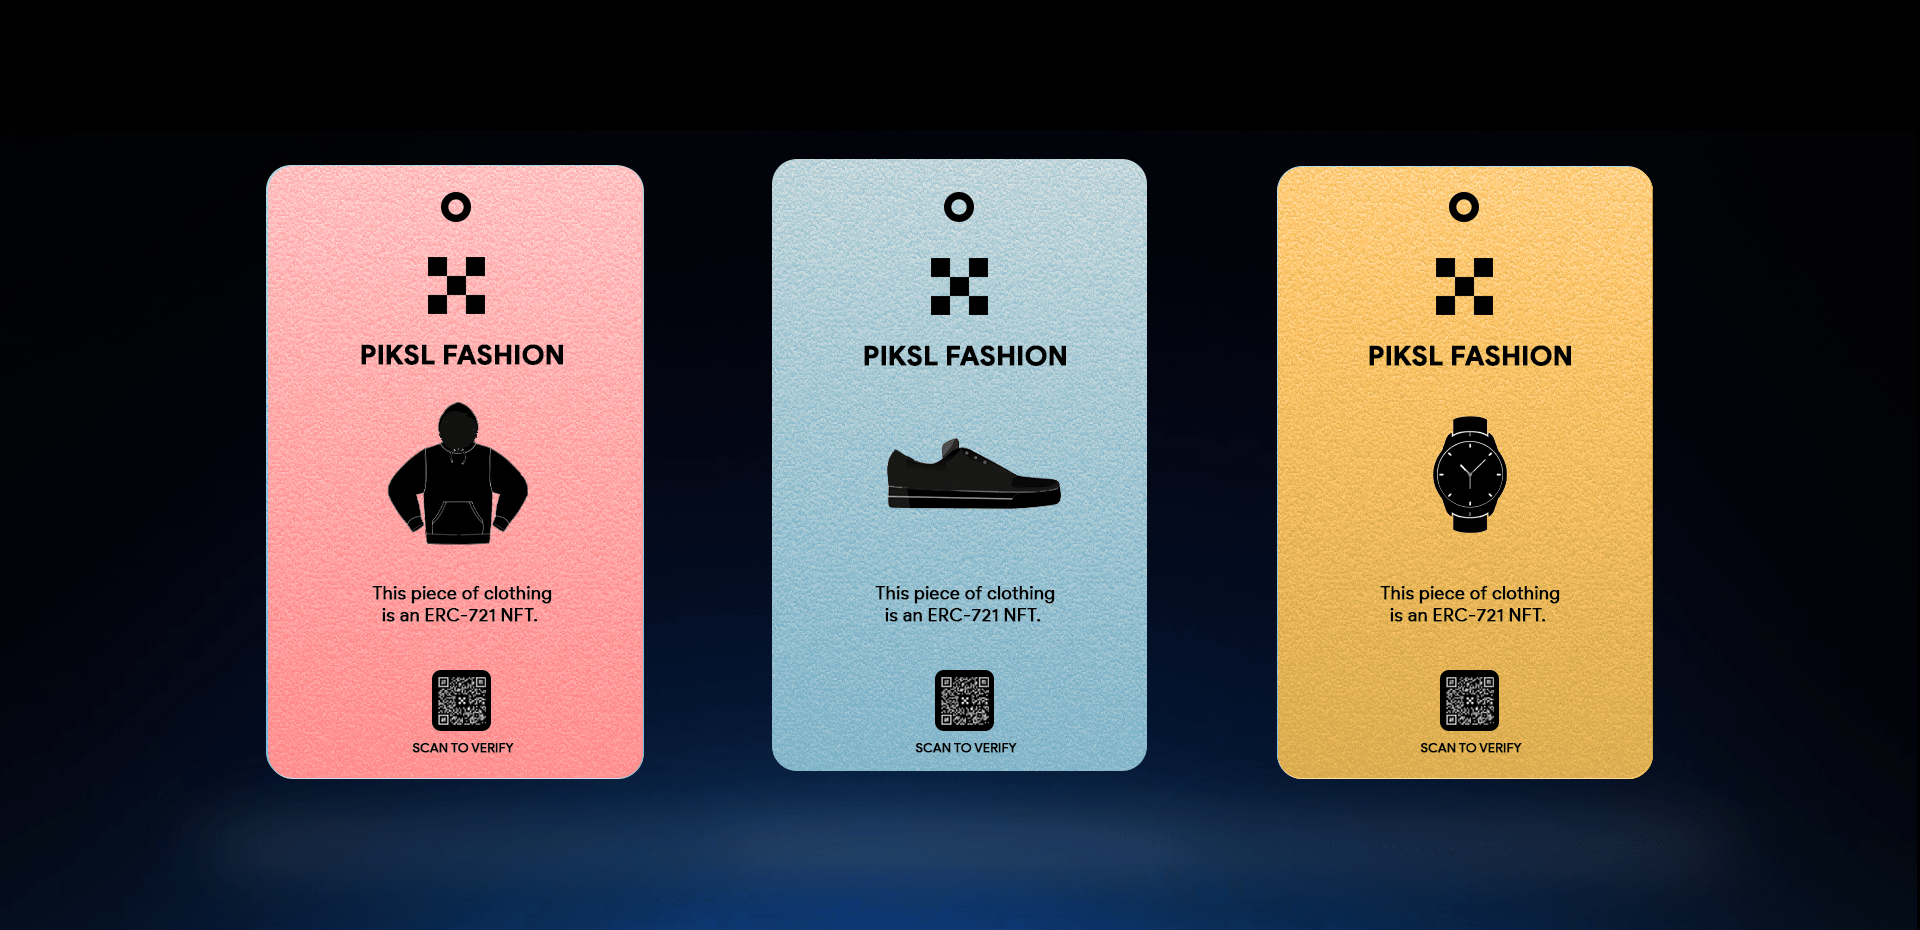 PIKSL FASHION
This piece of clothing
is an ERC-721 NFT.
SCAN TO VERIFY
PIKSL FASHION
This piece of clothing
is an ERC-721 NFT.
SCAN TO VERIFY
PIKSL FASHION
This piece of clothing
is an ERC-721 NFT.
SCAN TO VERIFY